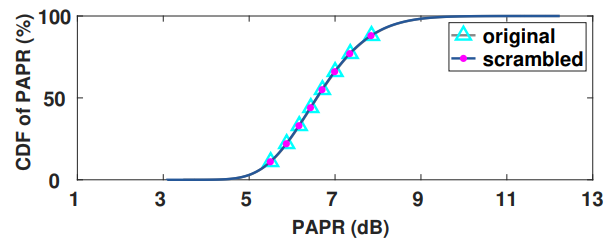 CDF of PAPR (%)
100
50
0
original
scrambled
1 3 5 7 9 11 13
PAPR (dB)